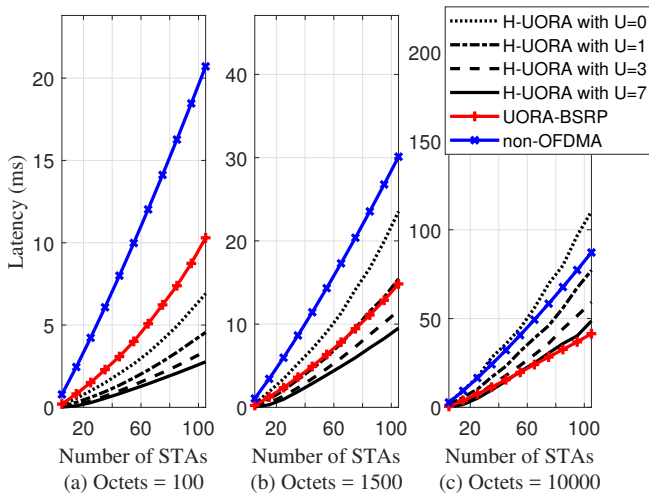 Latency (ms)
20
15
10
5
0
20
60
100
Number of STAs
(a) Octets = 100
40
30
20
10
0
20
60
100
Number of STAs
(b) Octets = 1500
200
150
100
50
0
20
60
100
Number of STAs
(c) Octets = 10000
H-UORA with U=0
H-UORA with U=1
H-UORA with U=3
H-UORA with U=7
UORA-BSRP
non-OFDMA